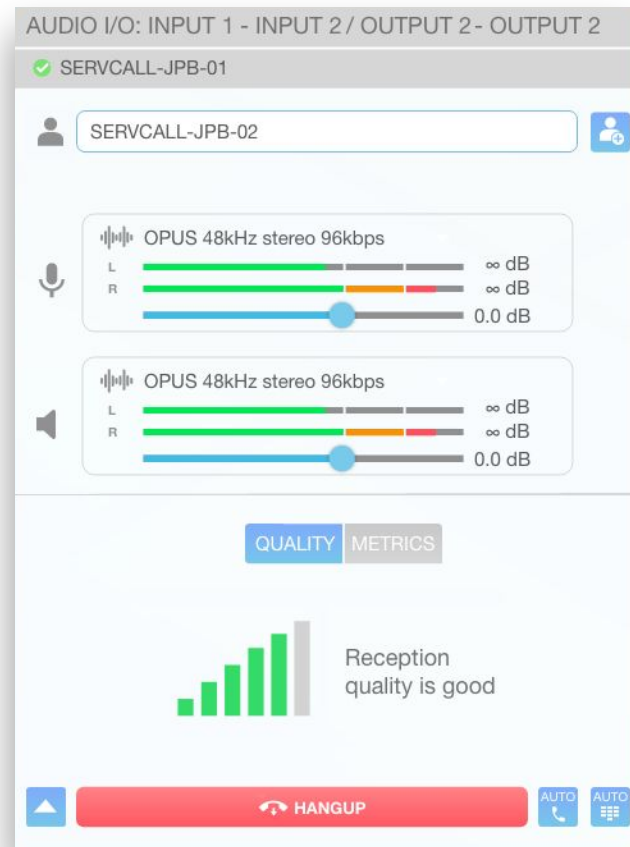 AUDIO I/O: INPUT 1 - INPUT 2 / OUTPUT 2 - OUTPUT 2
SERVCALL-JPB-01
SERVCALL-JPB-02
OPUS 48kHz stereo 96kbps
L ∞ dB
R ∞ dB
0.0 dB
OPUS 48kHz stereo 96kbps
L ∞ dB
R ∞ dB
0.0 dB
QUALITY METRICS
Reception
quality is good
HANGUP AUTO AUTO